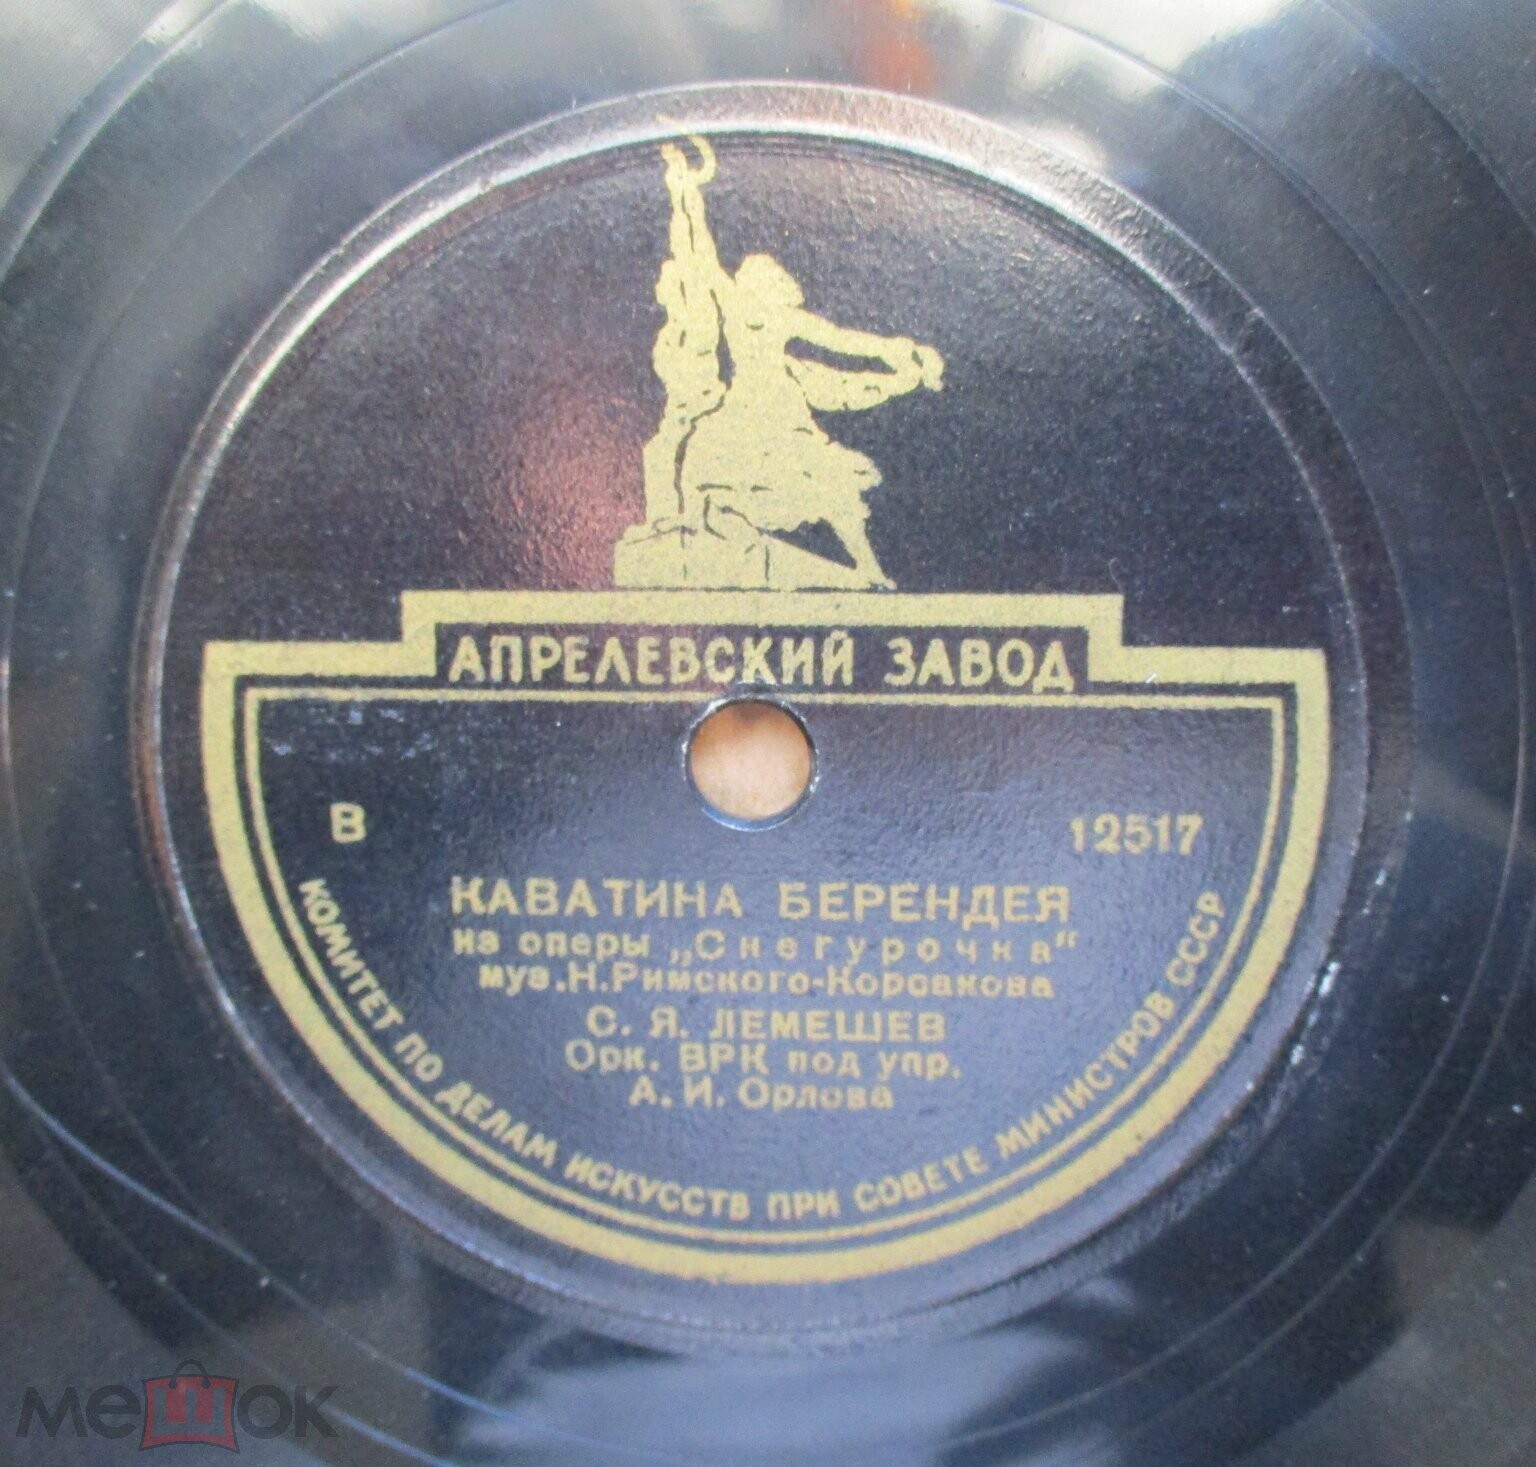 АПРЕЛЕВСКИЙ ЗАВОД
В 12517
КАВАТИНА БЕРЕНДЕЯ
из оперы „Снегурочка“
муз.Н.Римского-Корсакова
С. Я. ЛЕМЕШЕВ
Орк. ВРК под упр.
А. И. Орлова
КОМИТЕТ ПО ДЕЛАМ ИСКУССТВ ПРИ СОВЕТЕ МИНИСТРОВ СССР
мешок